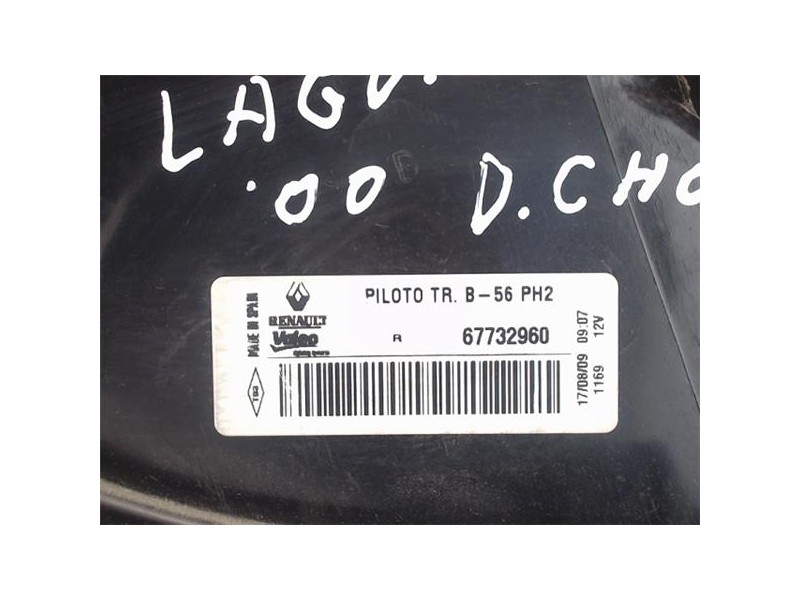 LAGU
'00 D.CHO
MADE IN SPAIN
RENAULT
Valeo
PILOTO TR. B-56 PH2
R 67732960
17/08/09 09:07
1169 12V